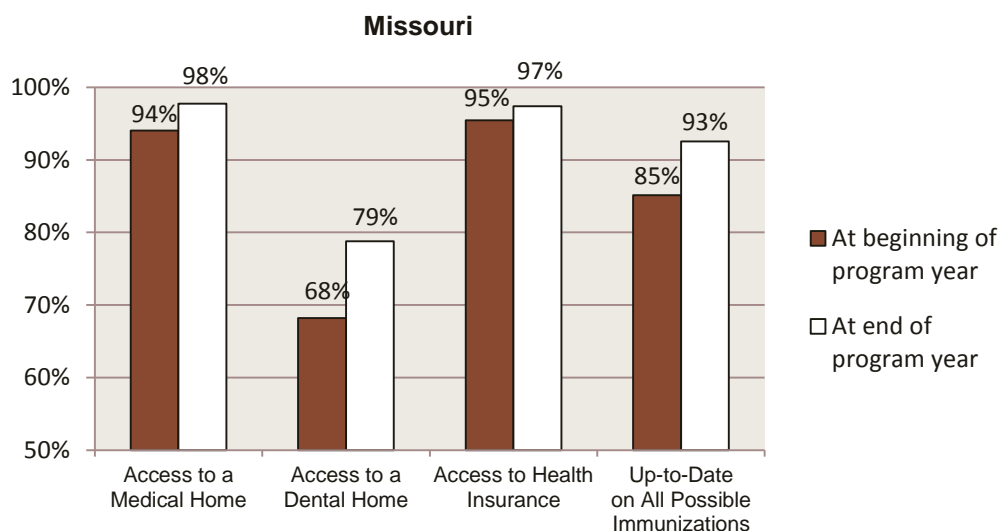 Missouri
100%
90%
80%
70%
60%
50%
94%
98%
68%
79%
95%
97%
85%
93%
Access to a
Medical Home
Access to a
Dental Home
Access to Health
Insurance
Up-to-Date
on All Possible
Immunizations
At beginning of
program year
At end of
program year